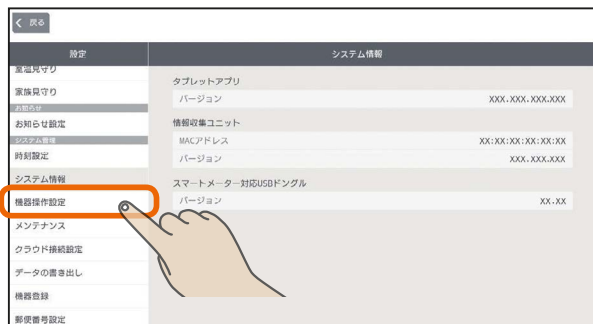 戻る
設定
システム情報
室温見守り
家族見守り
お知らせ
お知らせ設定
システム管理
時刻設定
システム情報
機器操作設定
メンテナンス
クラウド接続設定
データの書き出し
機器登録
郵便番号設定
タブレットアプリ
バージョン XXX.XXX.XXX.XXX
情報収集ユニット
MACアドレス XX:XX:XX:XX:XX:XX
バージョン XXX.XXX.XXX
スマートメーター対応USBドングル
バージョン XX.XX